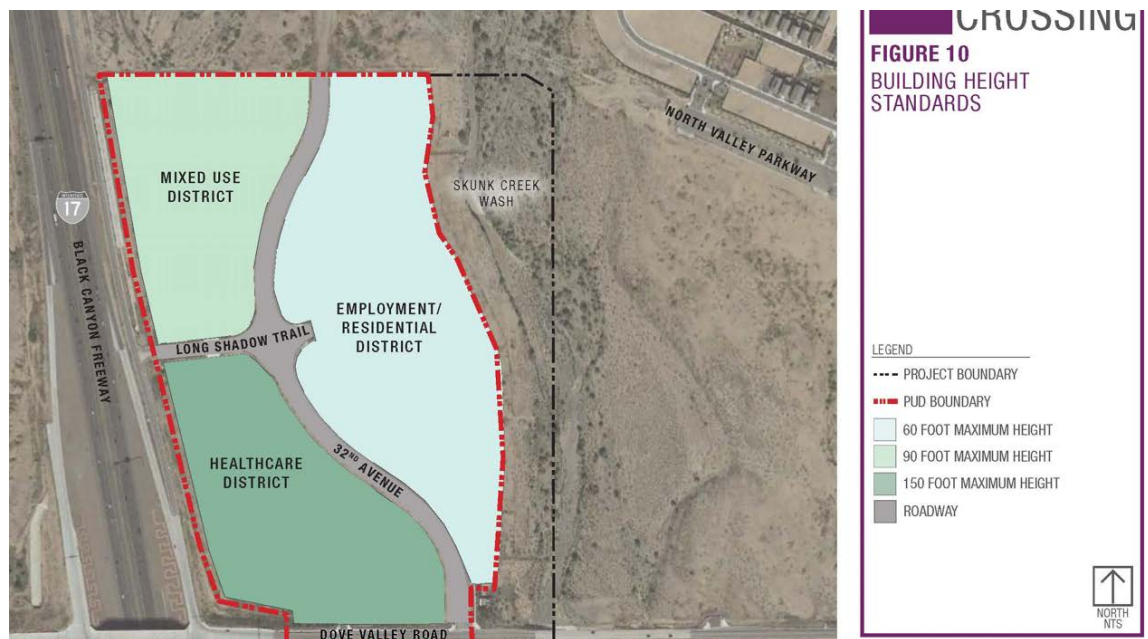 CROSSING
FIGURE 10
BUILDING HEIGHT
STANDARDS
MIXED USE
DISTRICT
INTERSTATE
17
BLACK CANYON FREEWAY
SKUNK CREEK
WASH
NORTH VALLEY PARKWAY
EMPLOYMENT/
RESIDENTIAL
DISTRICT
LONG SHADOW TRAIL
HEALTHCARE
DISTRICT
32ND AVENUE
DOVE VALLEY ROAD
LEGEND
PROJECT BOUNDARY
PUD BOUNDARY
60 FOOT MAXIMUM HEIGHT
90 FOOT MAXIMUM HEIGHT
150 FOOT MAXIMUM HEIGHT
ROADWAY
NORTH
NTS